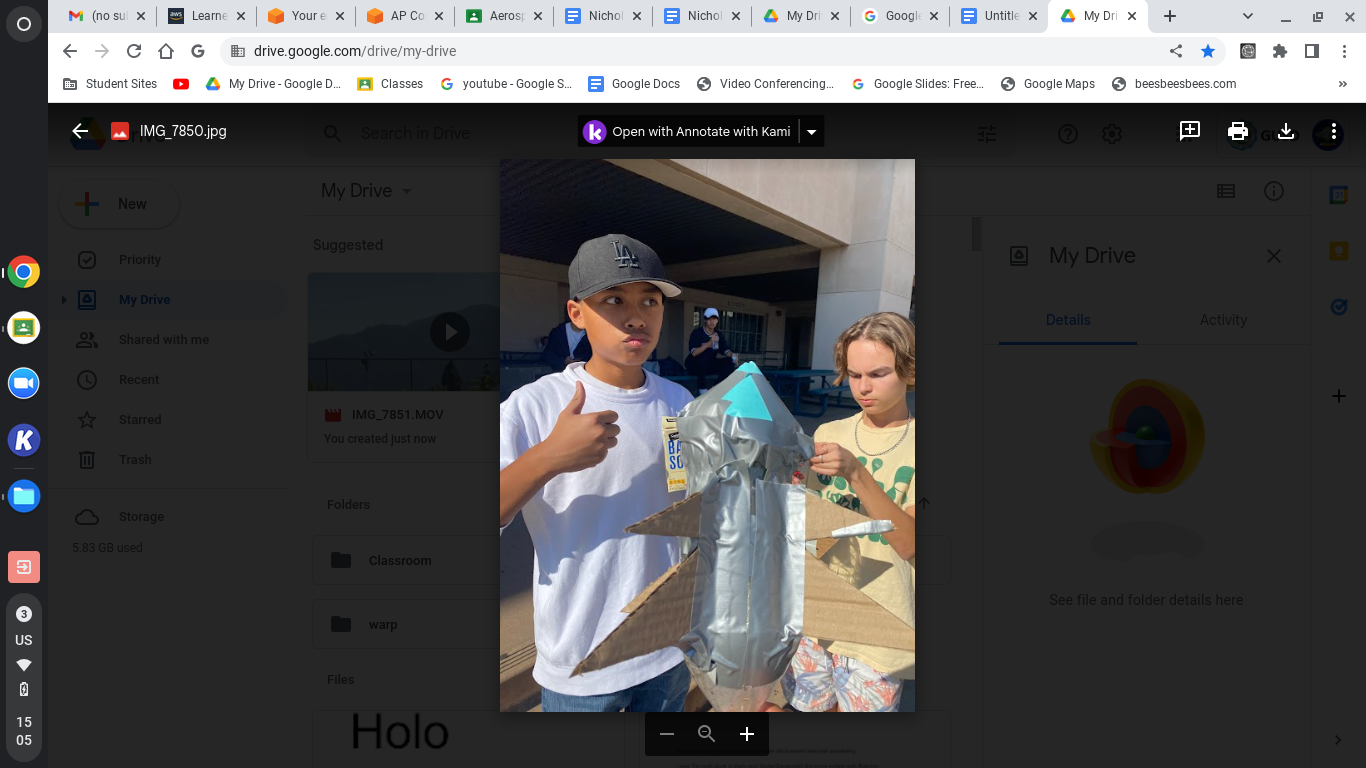 (no sul
Learne
Your e
AP Co
Aerosp
Nichol
Nichol
My Dri
Google
Untitle
My Dri
drive.google.com/drive/my-drive
Student Sites
My Drive - Google D...
Classes
youtube - Google S...
Google Docs
Video Conferencing...
Google Slides: Free...
Google Maps
beesbeesbees.com
IMG_7850.jpg
Search in Drive
Open with Annotate with Kami
New
My Drive
Priority
My Drive
Shared with me
Recent
Starred
Trash
Storage
5.83 GB used
Suggested
IMG_7851.MOV
You created just now
Folders
Classroom
warp
Files
Holo
LA
BA
SO
My Drive
Details
Activity
See file and folder details here
3
US
15
05